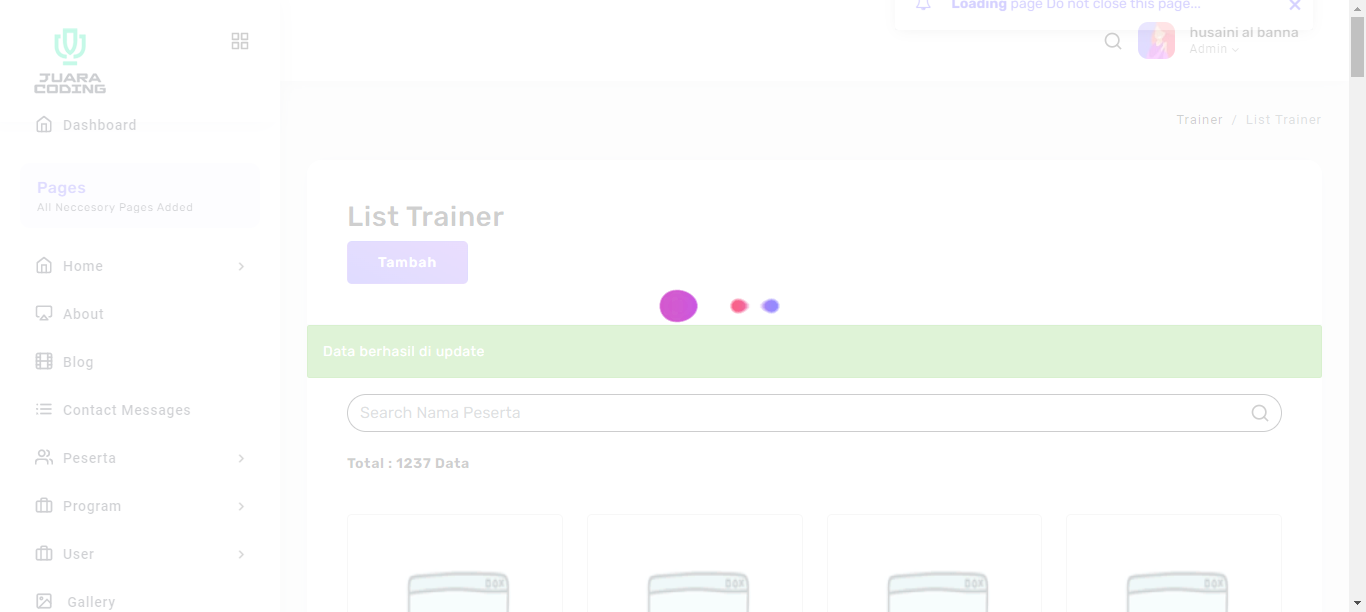 Loading page Do not close this page...
husaini al banna
Admin
JUARA
CODING
Dashboard
Trainer / List Trainer
Pages
All Neccesory Pages Added
List Trainer
Tambah
Home
About
Data berhasil di update
Blog
Search Nama Peserta
Contact Messages
Total : 1237 Data
Peserta
Program
User
Gallery